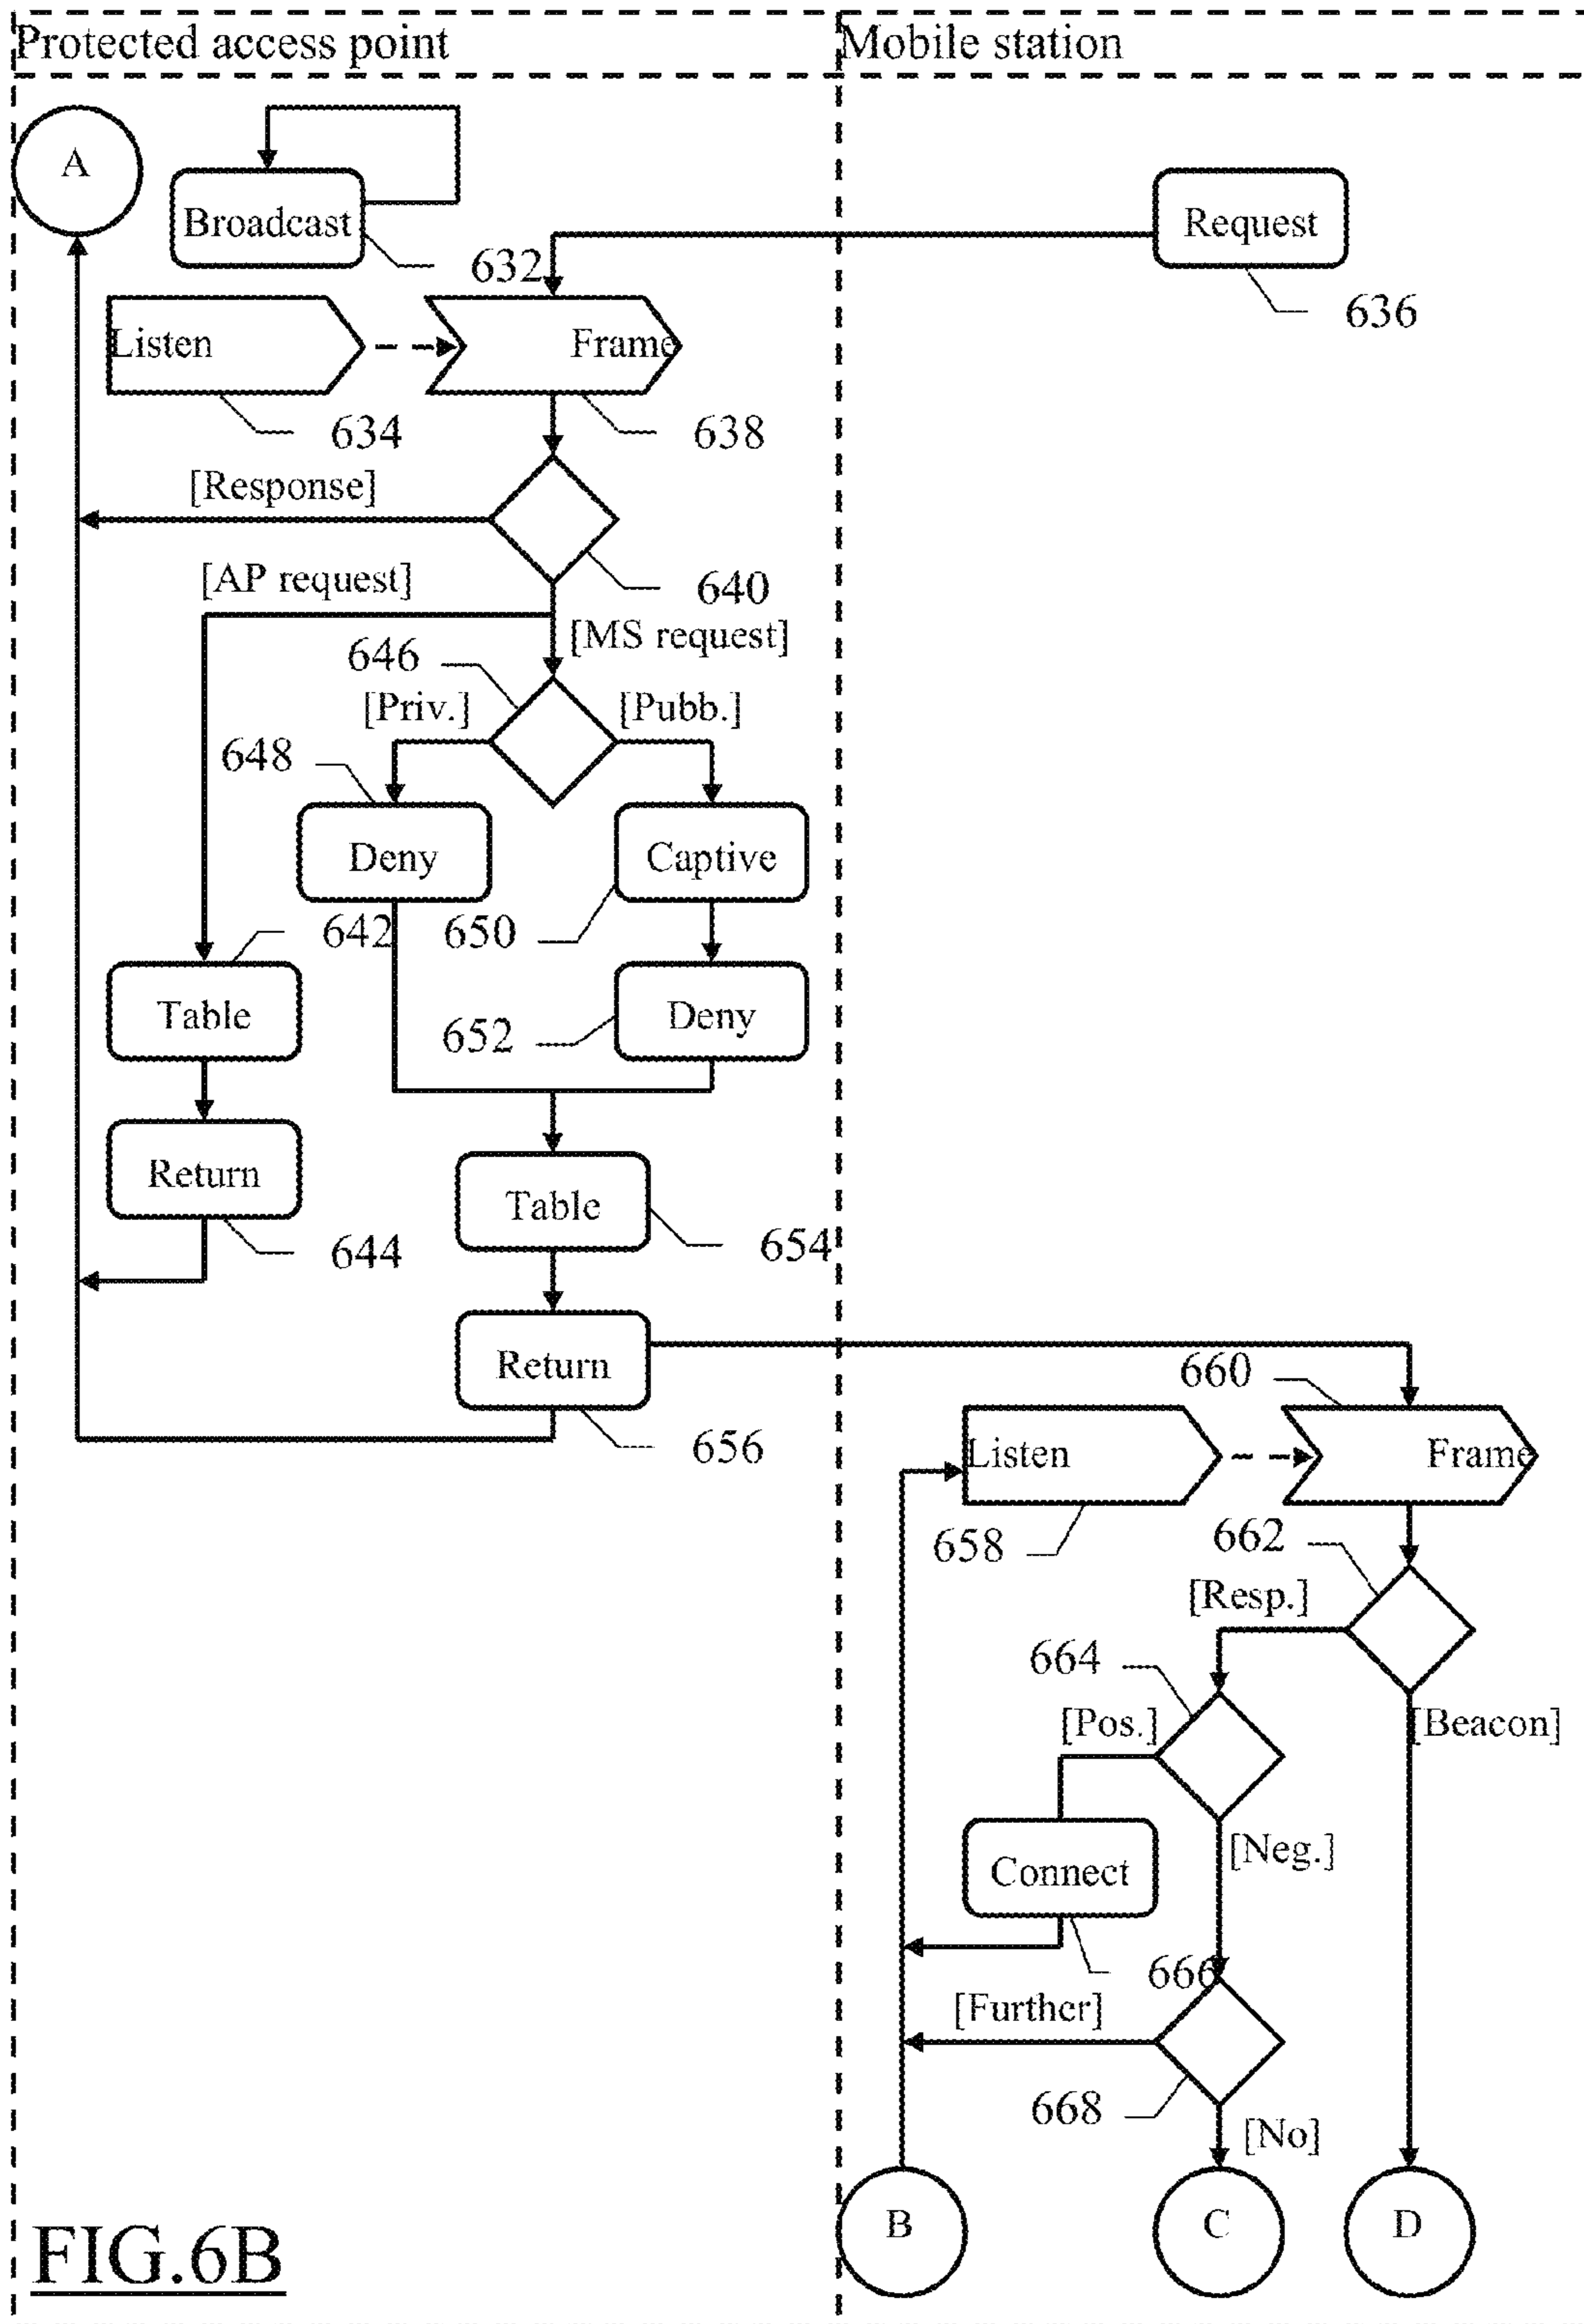 Protected access point
Mobile station
A
Broadcast
Request
632
636
Listen
Frame
634
638
[Response]
[AP request]
640
[MS request]
646
[Priv.]
[Pubb.]
648
Deny
Captive
642
650
Table
Deny
652
Return
Table
644
654
Return
660
656
Listen
Frame
658
662
[Resp.]
664
[Pos.]
[Beacon]
[Neg.]
Connect
666
[Further]
668
[No]
B
C
D
FIG.6B